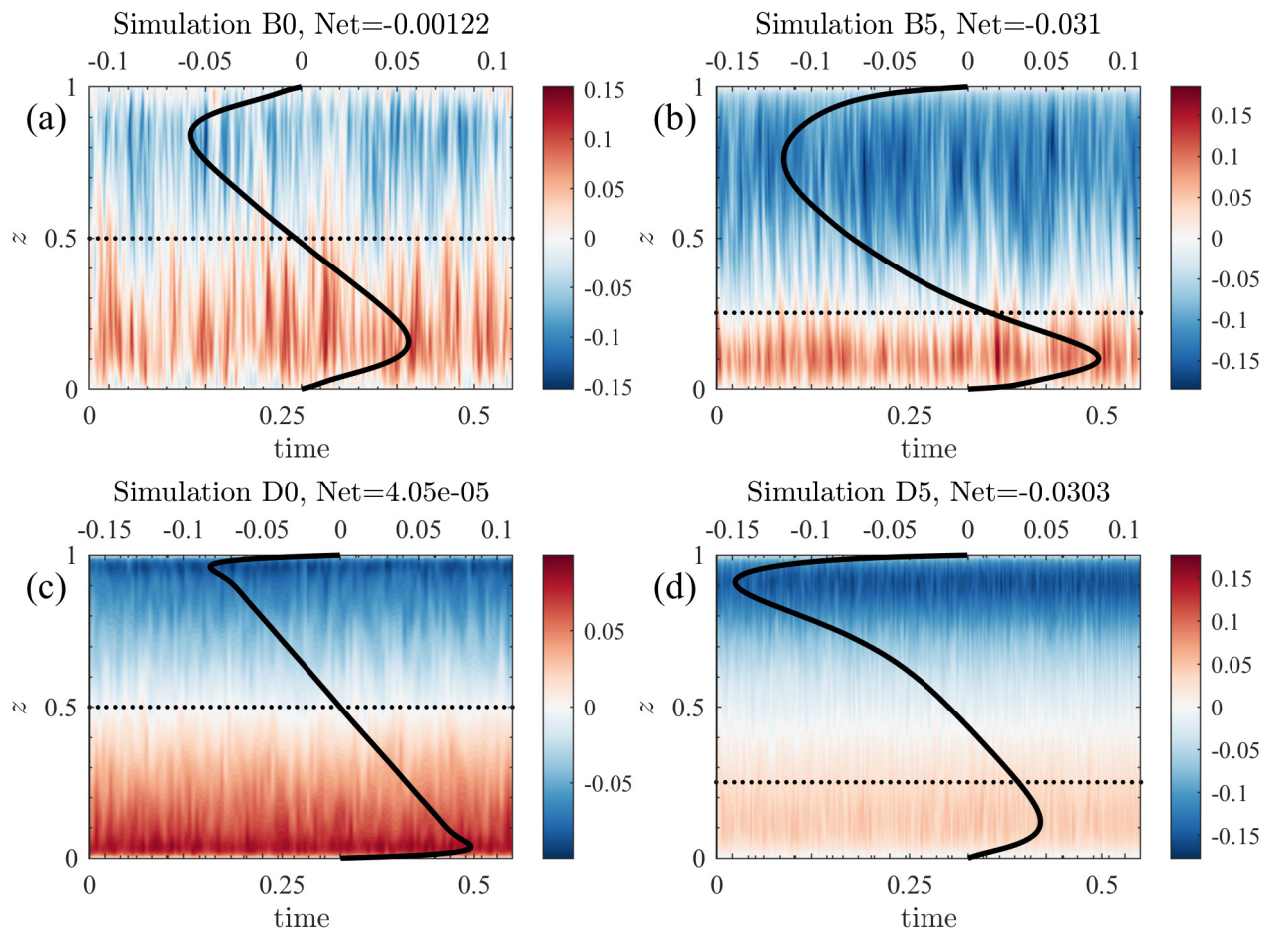 Simulation B0, Net=-0.00122
-0.1 -0.05 0 0.05 0.1
(a)
z
1
0.5
0
0 0.25 0.5
time
0.15
0.1
0.05
0
-0.05
-0.1
-0.15
Simulation B5, Net=-0.031
-0.15 -0.1 -0.05 0 0.05 0.1
(b)
z
1
0.5
0
0 0.25 0.5
time
0.15
0.1
0.05
0
-0.05
-0.1
-0.15
Simulation D0, Net=4.05e-05
-0.15 -0.1 -0.05 0 0.05 0.1
(c)
z
1
0.5
0
0 0.25 0.5
time
0.05
0
-0.05
Simulation D5, Net=-0.0303
-0.15 -0.1 -0.05 0 0.05 0.1
(d)
z
1
0.5
0
0 0.25 0.5
time
0.15
0.1
0.05
0
-0.05
-0.1
-0.15